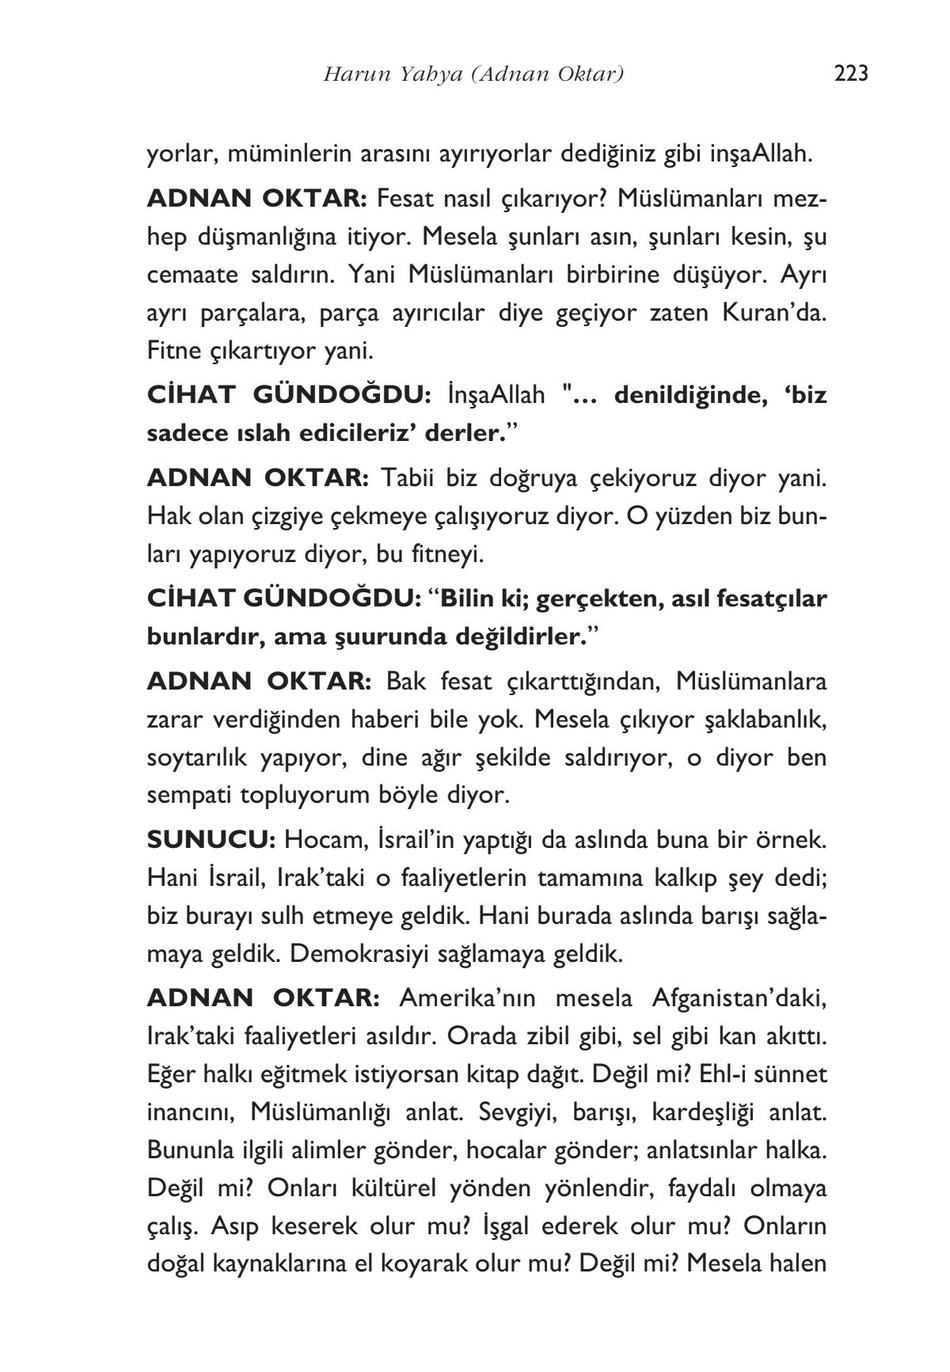 Harun Yahya (Adnan Oktar) 223
yorlar, müminlerin arasını ayırıyorlar dediğiniz gibi inşaAllah.
ADNAN OKTAR: Fesat nasıl çıkarıyor? Müslümanları mez-
hep düşmanlığına itiyor. Mesela şunları asın, şunları kesin, şu
cemaate saldırın. Yani Müslümanları birbirine düşüyor. Ayrı
ayrı parçalara, parça ayırıcılar diye geçiyor zaten Kuran’da.
Fitne çıkartıyor yani.
CİHAT GÜNDOĞDU: İnşaAllah "… denildiğinde, ‘biz
sadece ıslah edicileriz’ derler.”
ADNAN OKTAR: Tabii biz doğruya çekiyoruz diyor yani.
Hak olan çizgiye çekmeye çalışıyoruz diyor. O yüzden biz bun-
ları yapıyoruz diyor, bu fitneyi.
CİHAT GÜNDOĞDU: “Bilin ki; gerçekten, asıl fesatçılar
bunlardır, ama şuurunda değildirler.”
ADNAN OKTAR: Bak fesat çıkarttığından, Müslümanlara
zarar verdiğinden haberi bile yok. Mesela çıkıyor şaklabanlık,
soytarılık yapıyor, dine ağır şekilde saldırıyor, o diyor ben
sempati topluyorum böyle diyor.
SUNUCU: Hocam, İsrail’in yaptığı da aslında buna bir örnek.
Hani İsrail, Irak’taki o faaliyetlerin tamamına kalkıp şey dedi;
biz burayı sulh etmeye geldik. Hani burada aslında barışı sağla-
maya geldik. Demokrasiyi sağlamaya geldik.
ADNAN OKTAR: Amerika’nın mesela Afganistan’daki,
Irak’taki faaliyetleri asıldır. Orada zibil gibi, sel gibi kan akıttı.
Eğer halkı eğitmek istiyorsan kitap dağıt. Değil mi? Ehl-i sünnet
inancını, Müslümanlığı anlat. Sevgiyi, barışı, kardeşliği anlat.
Bununla ilgili alimler gönder, hocalar gönder; anlatsınlar halka.
Değil mi? Onları kültürel yönden yönlendir, faydalı olmaya
çalış. Asıp keserek olur mu? İşgal ederek olur mu? Onların
doğal kaynaklarına el koyarak olur mu? Değil mi? Mesela halen